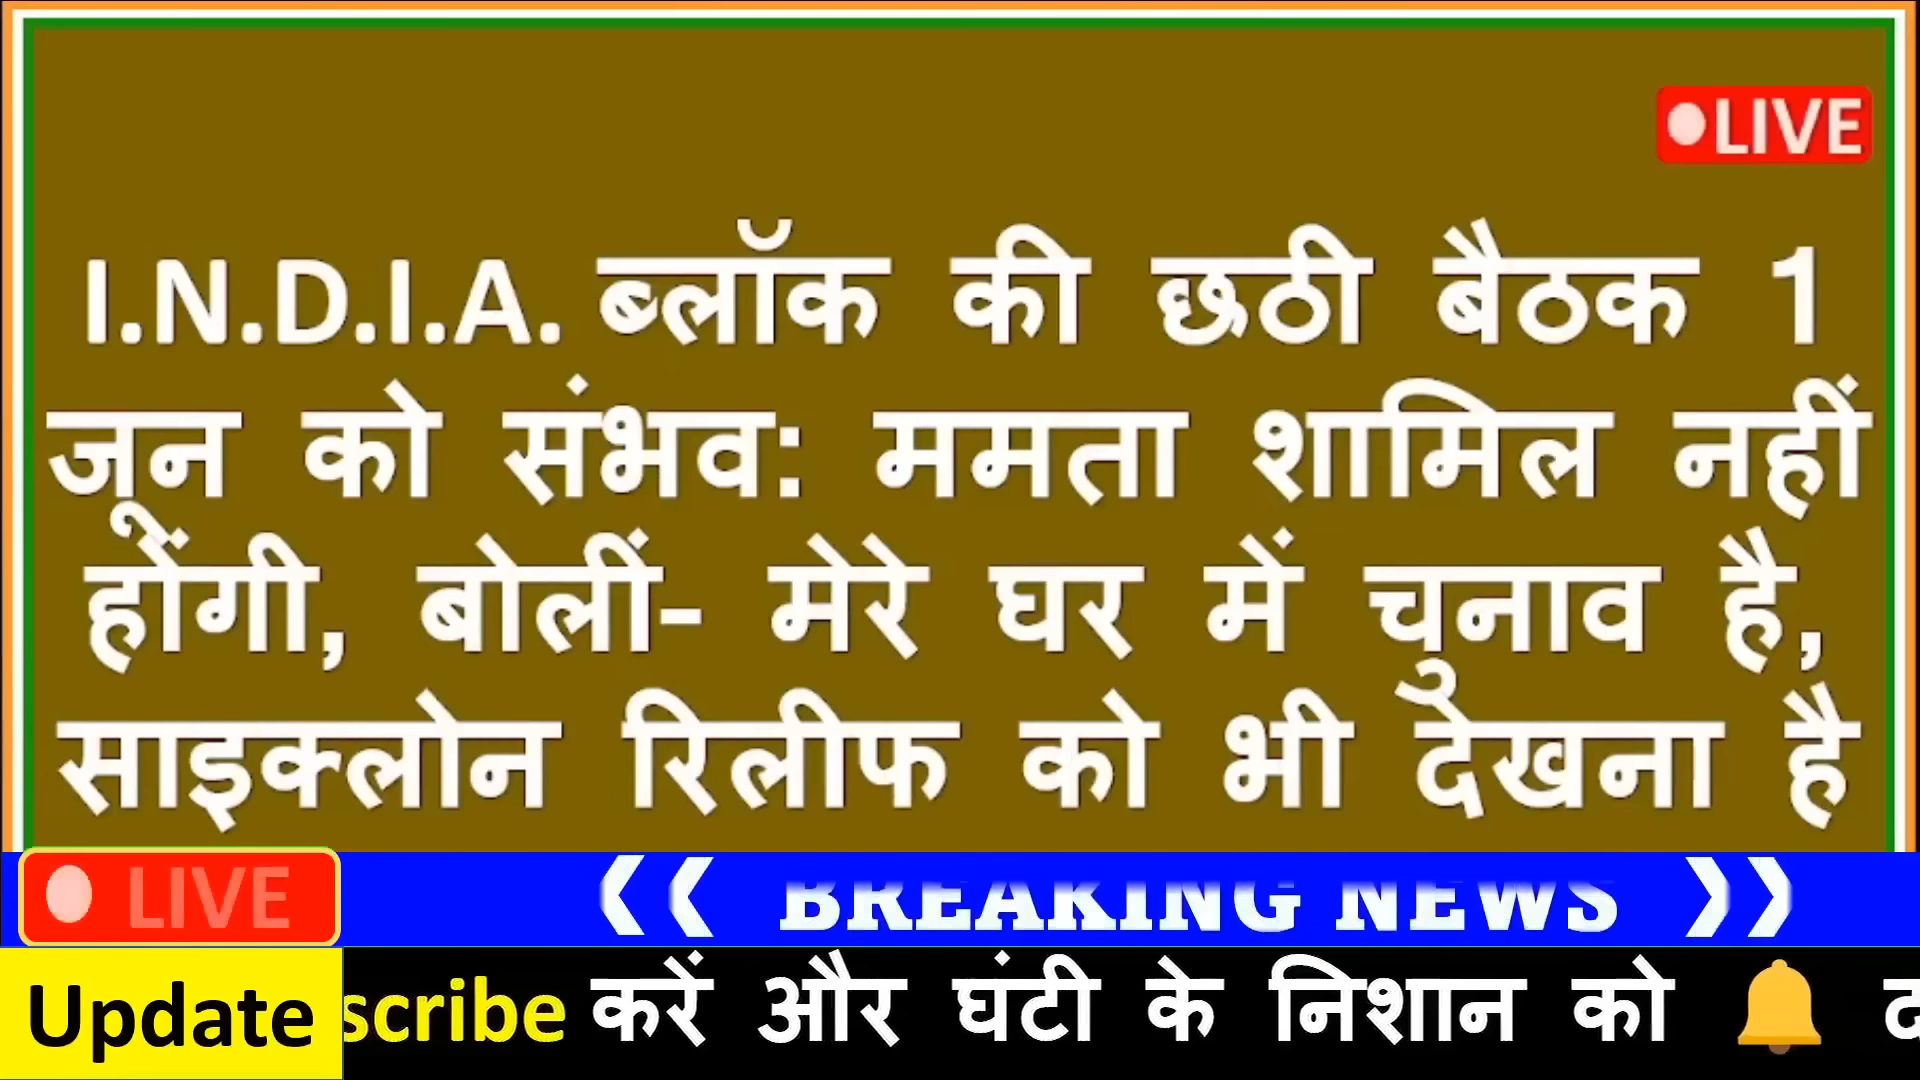 LIVE
I.N.D.I.A. ब्लॉक की छठी बैठक 1
जून को संभव: ममता शामिल नहीं
होंगी, बोलीं- मेरे घर में चुनाव है,
साइक्लोन रिलीफ को भी देखना है
LIVE
BREAKING NEWS
Update
scribe करें और घंटी के निशान को